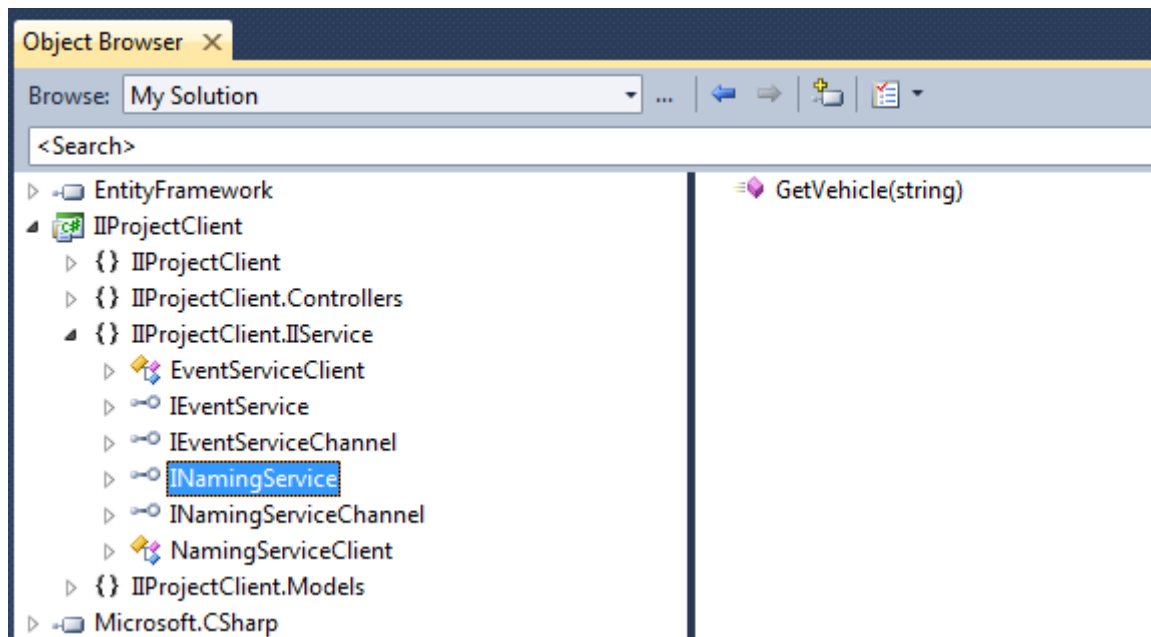 Object Browser
Browse: My Solution ...
<Search>
EntityFramework
IIProjectClient
{} IIProjectClient
{} IIProjectClient.Controllers
{} IIProjectClient.IIService
EventServiceClient
IEventService
IEventServiceChannel
INamingService
INamingServiceChannel
NamingServiceClient
{} IIProjectClient.Models
Microsoft.CSharp
GetVehicle(string)